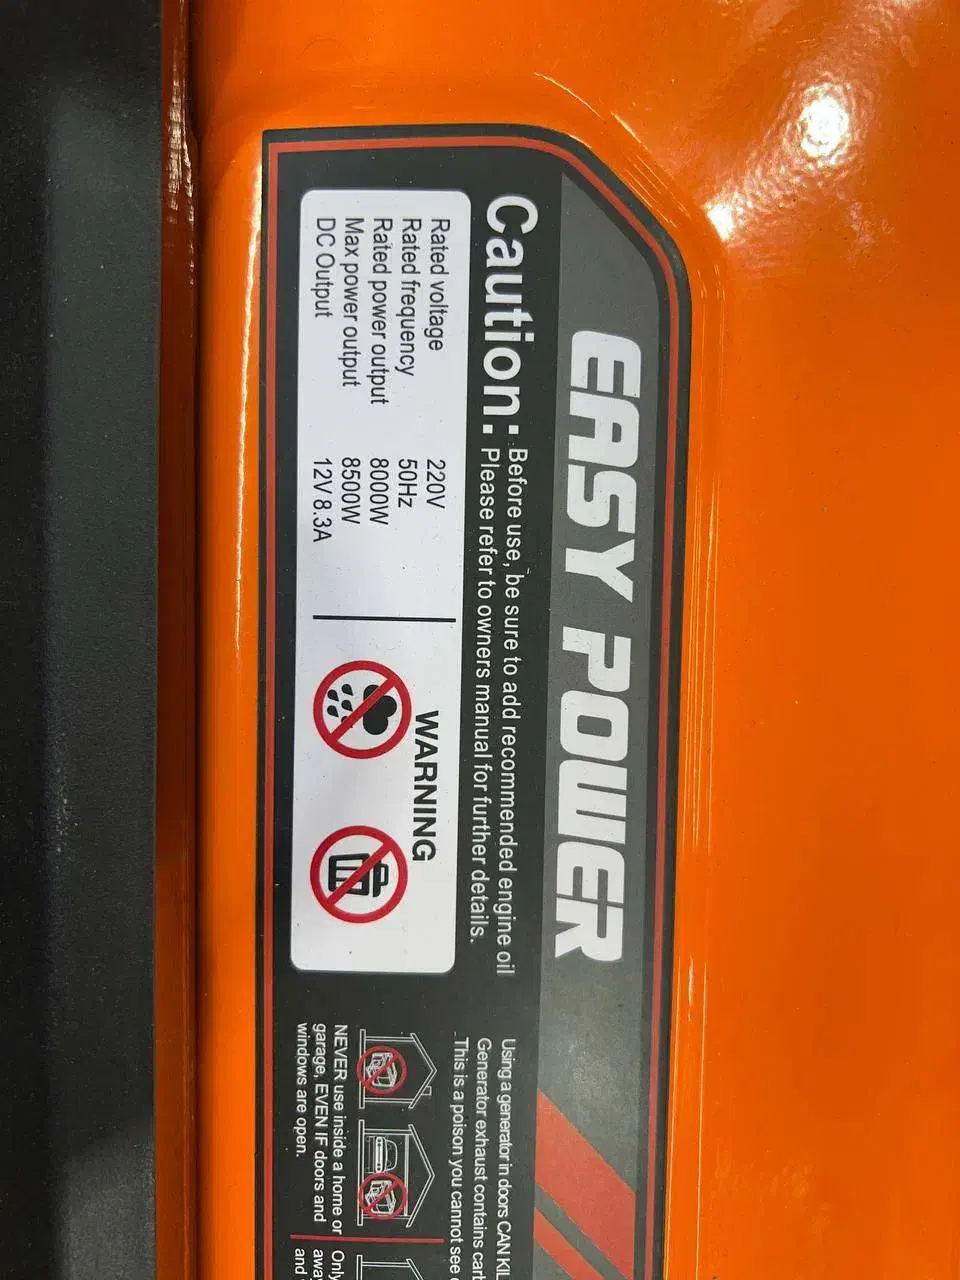 EASY POWER
Caution:
Before use, be sure to add recommended engine oil
Please refer to owners manual for further details.
Rated voltage 220V
Rated frequency 50Hz
Rated power output 8000W
Max power output 8500W
DC Output 12V 8.3A
WARNING
Using a generator in doors CAN
Generator exhaust contains
This is a poison you cannot see
NEVER use inside a home or
garage, EVEN IF doors and
windows are open.
and